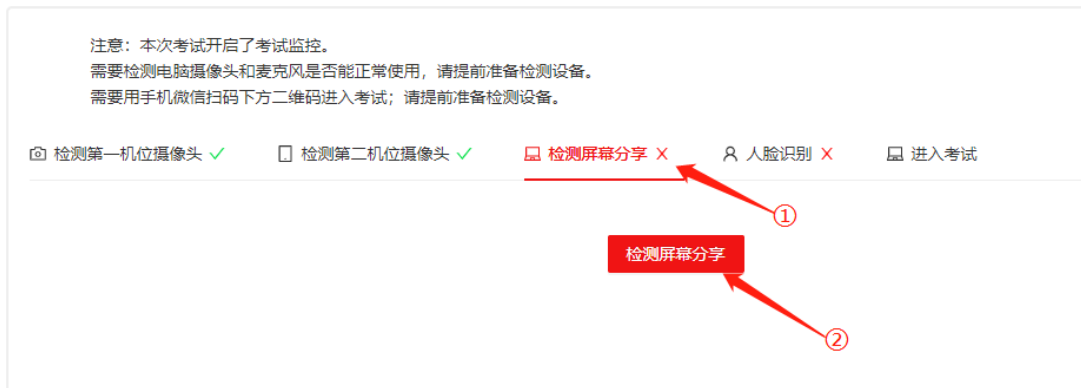 注意：本次考试开启了考试监控。
需要检测电脑摄像头和麦克风是否能正常使用，请提前准备检测设备。
需要用手机微信扫码下方二维码进入考试；请提前准备检测设备。
检测第一机位摄像头 ✓ 检测第二机位摄像头 ✓ 检测屏幕分享 X 人脸识别 X 进入考试
①
检测屏幕分享
②